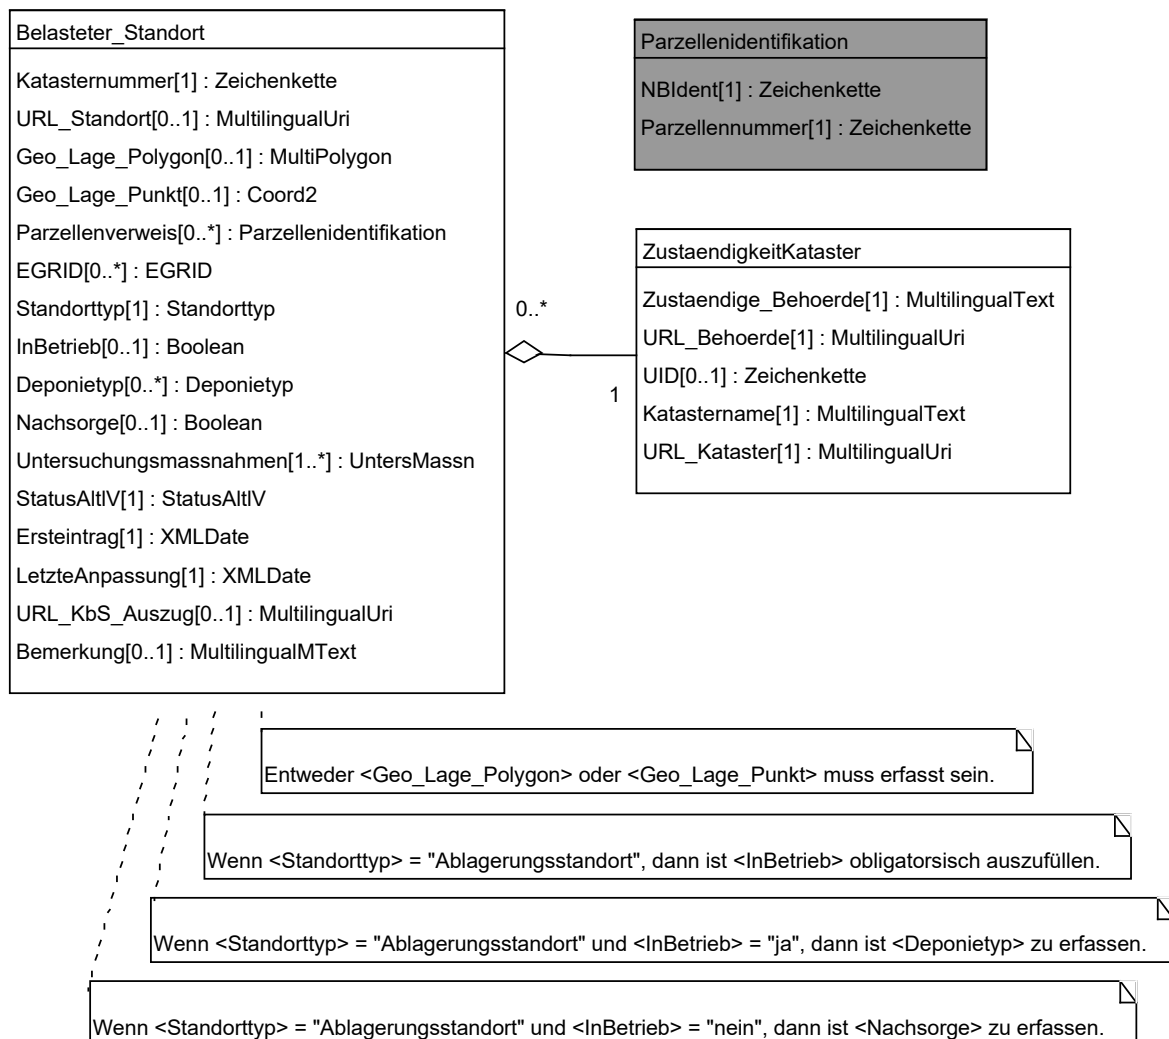 Belasteter_Standort
Katasternummer[1] : Zeichenkette
URL_Standort[0..1] : MultilingualUri
Geo_Lage_Polygon[0..1] : MultiPolygon
Geo_Lage_Punkt[0..1] : Coord2
Parzellenverweis[0..*] : Parzellenidentifikation
EGRID[0..*] : EGRID
Standorttyp[1] : Standorttyp
InBetrieb[0..1] : Boolean
Deponietyp[0..*] : Deponietyp
Nachsorge[0..1] : Boolean
Untersuchungsmassnahmen[1..*] : UntersMassn
StatusAltlV[1] : StatusAltlV
Ersteintrag[1] : XMLDate
LetzteAnpassung[1] : XMLDate
URL_KbS_Auszug[0..1] : MultilingualUri
Bemerkung[0..1] : MultilingualMText
Parzellenidentifikation
NBIdent[1] : Zeichenkette
Parzellennummer[1] : Zeichenkette
0..*
1
ZustaendigkeitKataster
Zustaendige_Behoerde[1] : MultilingualText
URL_Behoerde[1] : MultilingualUri
UID[0..1] : Zeichenkette
Katastername[1] : MultilingualText
URL_Kataster[1] : MultilingualUri
Entweder <Geo_Lage_Polygon> oder <Geo_Lage_Punkt> muss erfasst sein.
Wenn <Standorttyp> = "Ablagerungsstandort", dann ist <InBetrieb> obligatorsisch auszufüllen.
Wenn <Standorttyp> = "Ablagerungsstandort" und <InBetrieb> = "ja", dann ist <Deponietyp> zu erfassen.
Wenn <Standorttyp> = "Ablagerungsstandort" und <InBetrieb> = "nein", dann ist <Nachsorge> zu erfassen.